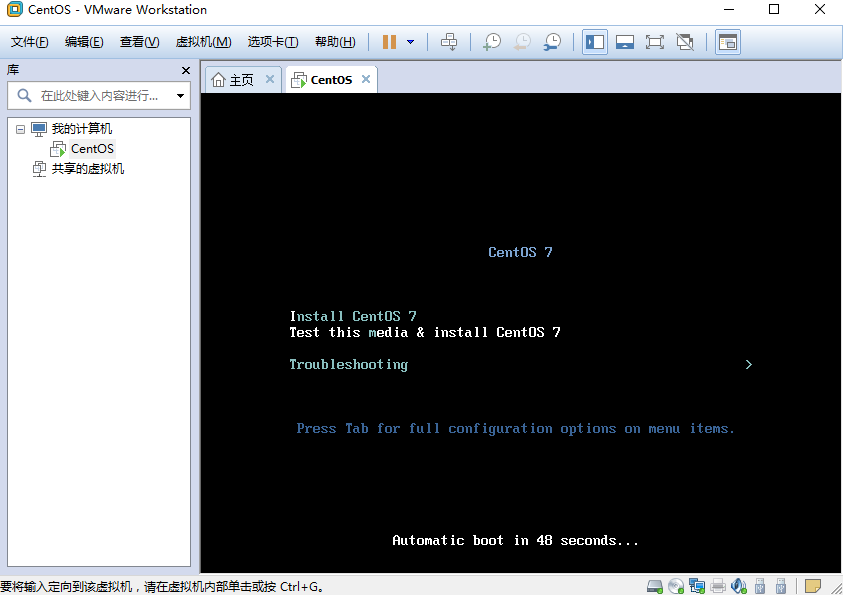 CentOS - VMware Workstation
文件(F) 编辑(E) 查看(V) 虚拟机(M) 选项卡(T) 帮助(H)
库
在此处键入内容进行...
我的计算机
CentOS
共享的虚拟机
主页
CentOS
CentOS 7
Install CentOS 7
Test this media & install CentOS 7
Troubleshooting >
Press Tab for full configuration options on menu items.
Automatic boot in 48 seconds...
要将输入定向到该虚拟机，请在虚拟机内部单击或按 Ctrl+G。